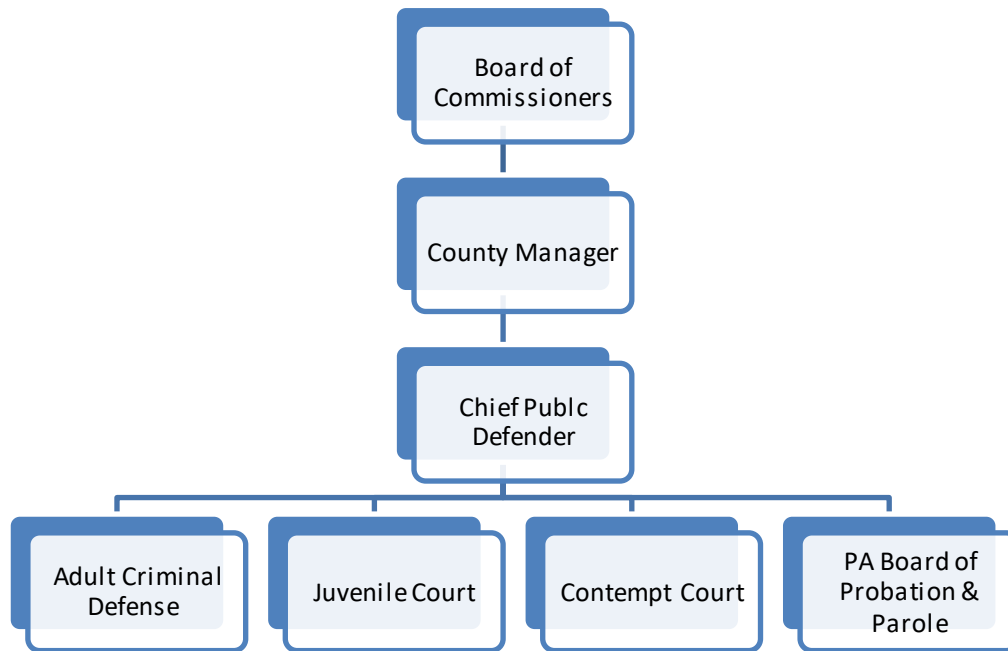 Board of
Commissioners
County Manager
Chief Publc
Defender
Adult Criminal
Defense
Juvenile Court
Contempt Court
PA Board of
Probation &
Parole